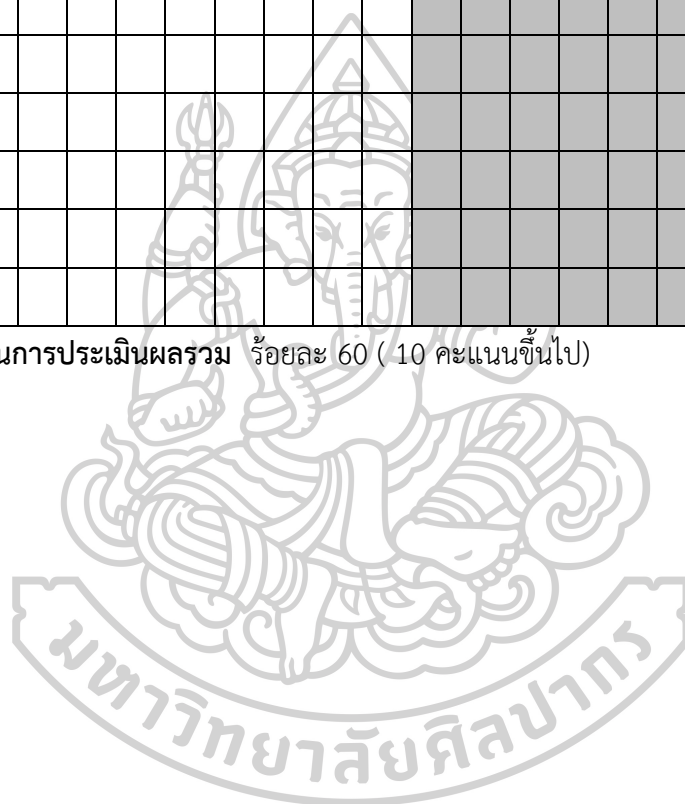 นการประเมินผลรวม ร้อยละ 60 ( 10 คะแนนขึ้นไป)
มหาวิทยาลัยศิลปากร